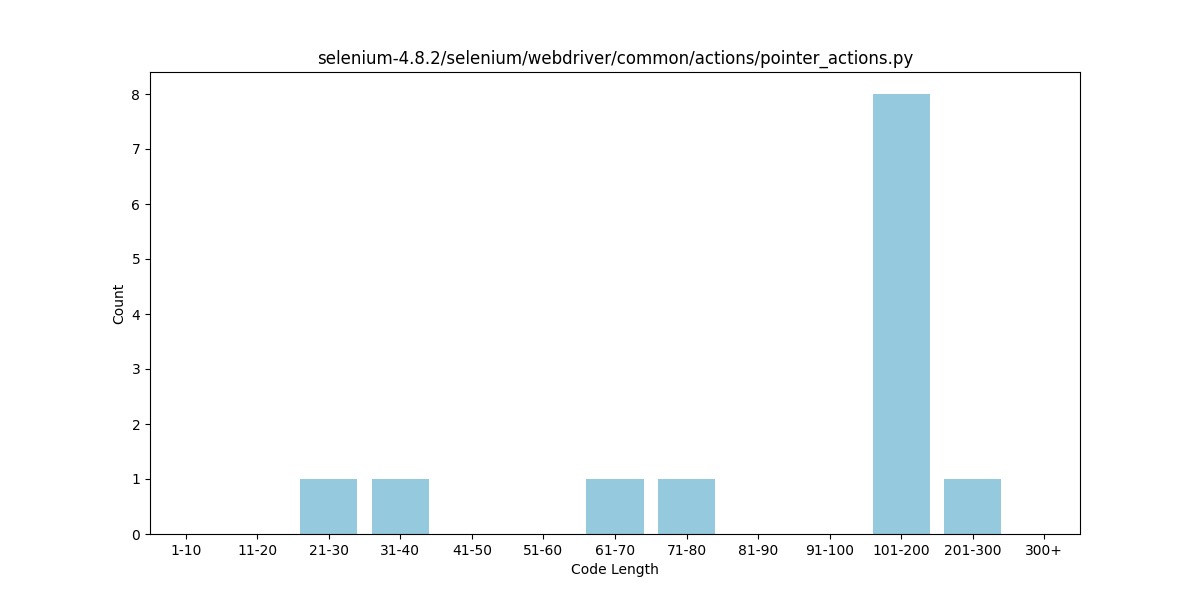 selenium-4.8.2/selenium/webdriver/common/actions/pointer_actions.py
8
7
6
5
4
3
2
1
0
Count
1-10 11-20 21-30 31-40 41-50 51-60 61-70 71-80 81-90 91-100 101-200 201-300 300+
Code Length